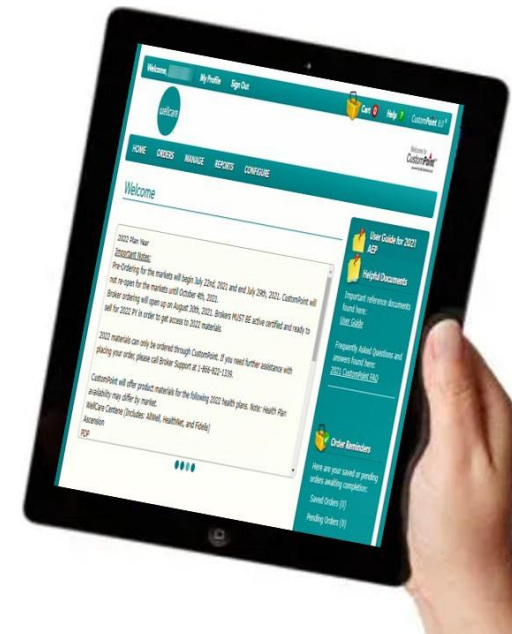 Welcome,
My Profile
Sign Out
Cart 0
Help ?
CustomPoint 6.0
wellcare
Welcome to
CustomPoint
HOME ORDERS MANAGE REPORTS CONFIGURE
Welcome
2022 Plan Year
Important Notes:
Pre-Ordering for the markets will begin July 22nd, 2021 and end July 29th, 2021. CustomPoint will
not re-open for the markets until October 4th, 2021.
Broker ordering will open up on August 20th, 2021. Brokers MUST BE active certified and ready to
sell for 2022 PY in order to get access to 2022 materials.
2022 materials can only be ordered through CustomPoint. If you need further assistance with
placing your order, please call Broker Support at 1-866-822-1339.
CustomPoint will offer product materials for the following 2022 health plans. Note: Health Plan
availability may differ by market.
WellCare Centene (Includes: Allwell, HealthNet, and Fidelis)
Ascension
PDP
User Guide for 2021
AEP
Helpful Documents
Important reference documents
found here:
User Guide
Frequently Asked Questions and
answers found here:
2021 CustomPoint FAQ
Order Reminders
Here are your saved or pending
orders awaiting completion:
Saved Orders (0)
Pending Orders (0)